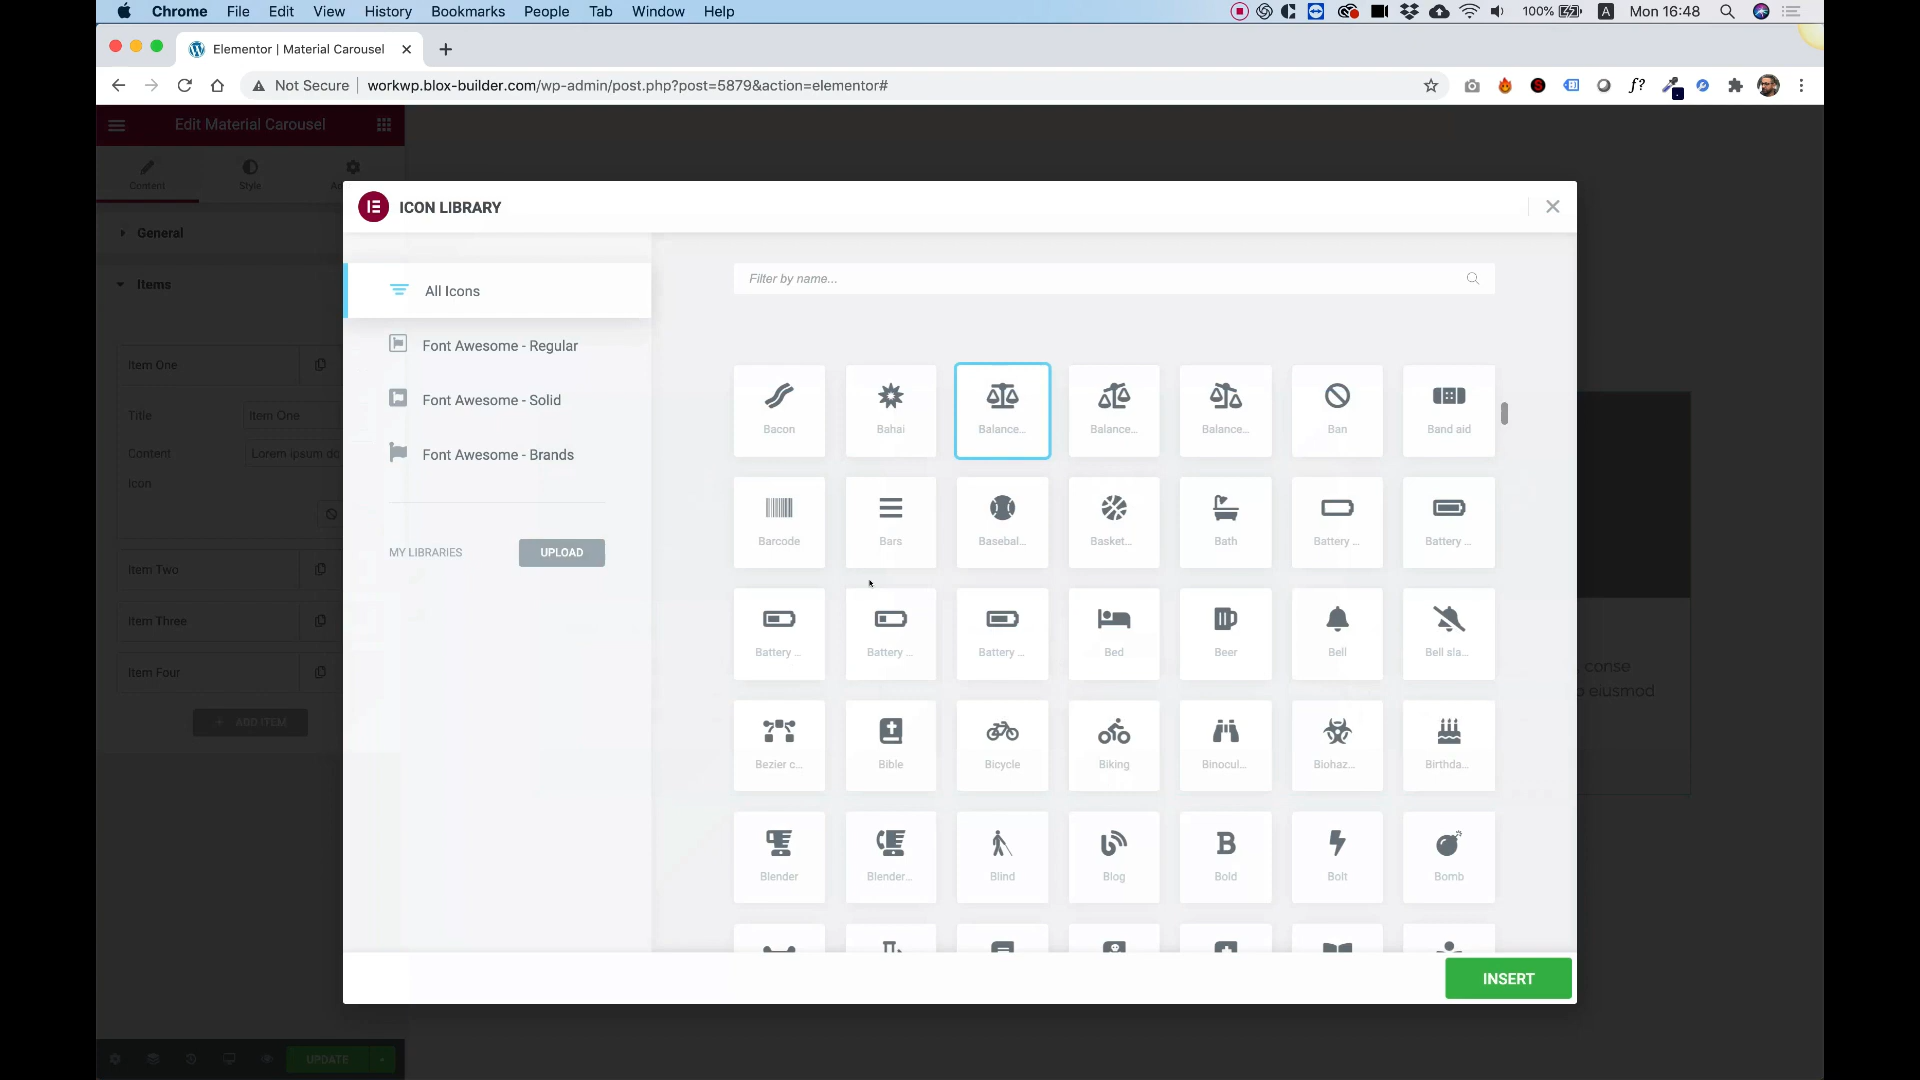 Chrome File Edit View History Bookmarks People Tab Window Help 100% A Mon 16:48
Elementor | Material Carousel
Not Secure workwp.blox-builder.com/wp-admin/post.php?post=5879&action=elementor#
Edit Material Carousel
Content Style
ICON LIBRARY
General
Items
Item One
Title Item One
Content Lorem ipsum do
Icon
Item Two
Item Three
Item Four
ADD ITEM
UPDATE
All Icons
Font Awesome - Regular
Font Awesome - Solid
Font Awesome - Brands
MY LIBRARIES UPLOAD
Filter by name...
Bacon Bahai Balance... Balance... Balance... Ban Band aid
Barcode Bars Basebal... Basket... Bath Battery ... Battery ...
Battery ... Battery ... Battery ... Bed Beer Bell Bell sla...
Bezier c... Bible Bicycle Biking Binocul... Biohaz... Birthda...
Blender Blender... Blind Blog Bold Bolt Bomb
INSERT
conse
eiusmod